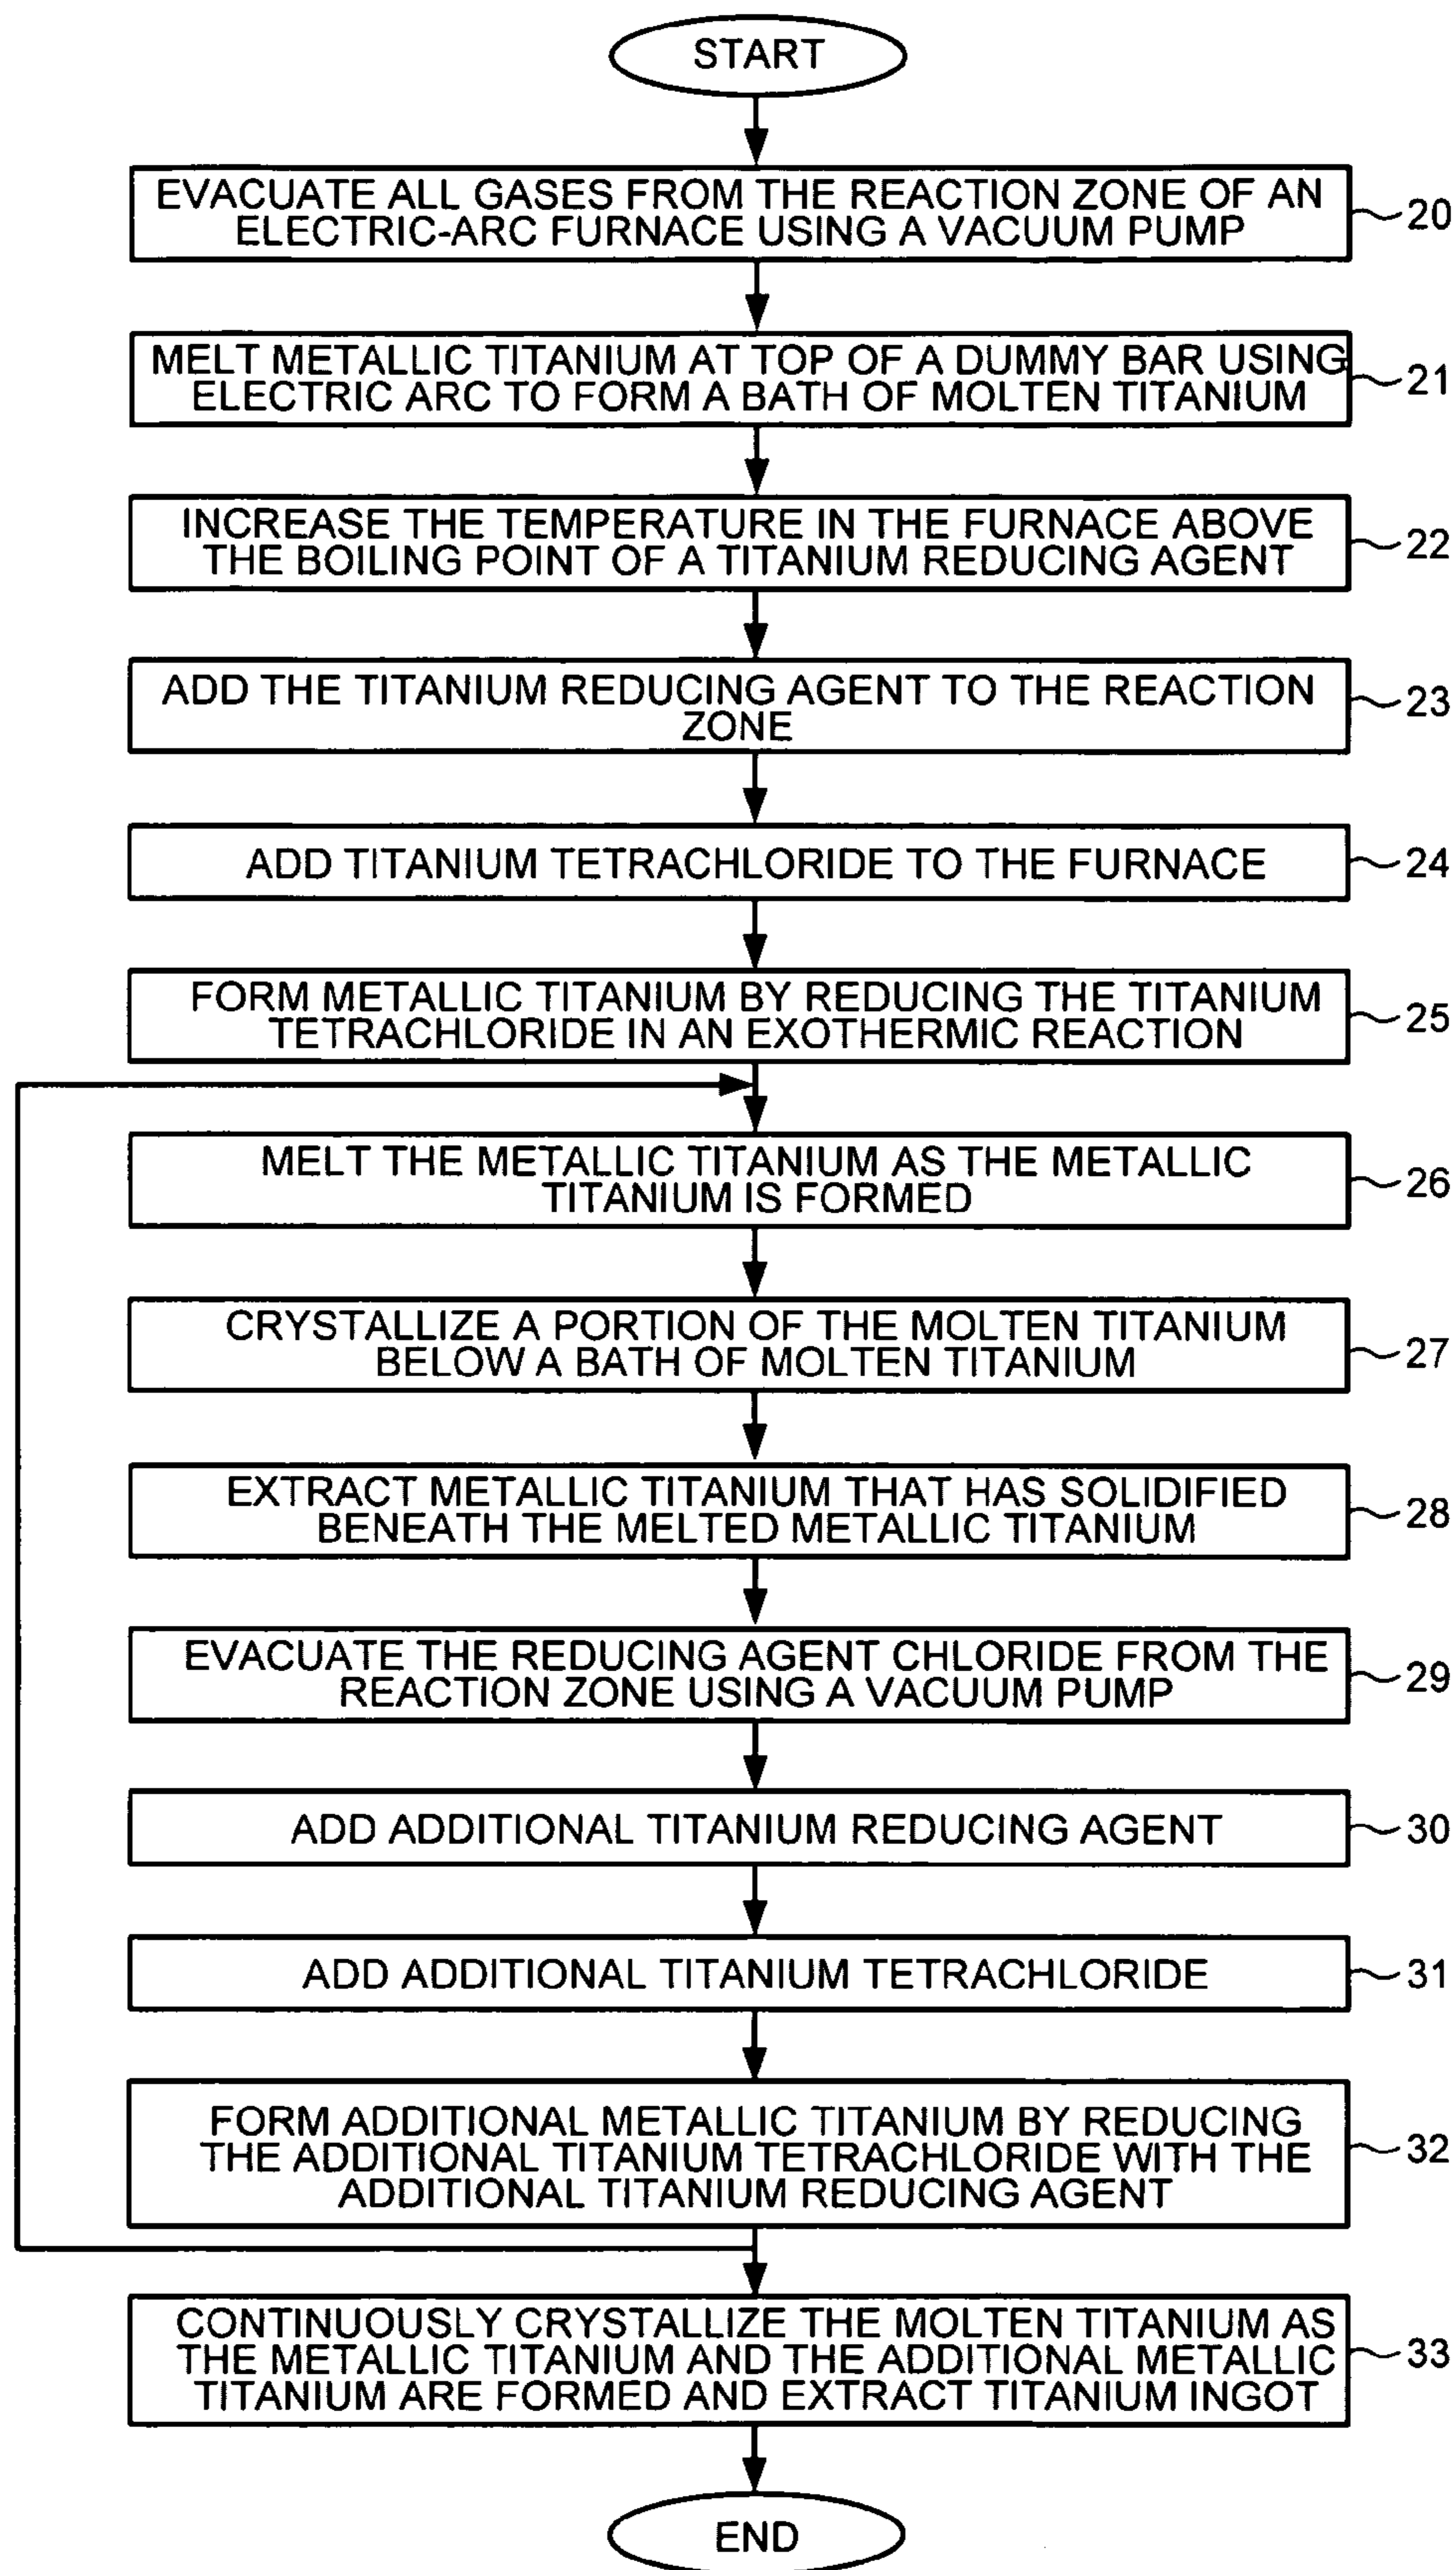 START
EVACUATE ALL GASES FROM THE REACTION ZONE OF AN
ELECTRIC-ARC FURNACE USING A VACUUM PUMP
20
MELT METALLIC TITANIUM AT TOP OF A DUMMY BAR USING
ELECTRIC ARC TO FORM A BATH OF MOLTEN TITANIUM
21
INCREASE THE TEMPERATURE IN THE FURNACE ABOVE
THE BOILING POINT OF A TITANIUM REDUCING AGENT
22
ADD THE TITANIUM REDUCING AGENT TO THE REACTION
ZONE
23
ADD TITANIUM TETRACHLORIDE TO THE FURNACE
24
FORM METALLIC TITANIUM BY REDUCING THE TITANIUM
TETRACHLORIDE IN AN EXOTHERMIC REACTION
25
MELT THE METALLIC TITANIUM AS THE METALLIC
TITANIUM IS FORMED
26
CRYSTALLIZE A PORTION OF THE MOLTEN TITANIUM
BELOW A BATH OF MOLTEN TITANIUM
27
EXTRACT METALLIC TITANIUM THAT HAS SOLIDIFIED
BENEATH THE MELTED METALLIC TITANIUM
28
EVACUATE THE REDUCING AGENT CHLORIDE FROM THE
REACTION ZONE USING A VACUUM PUMP
29
ADD ADDITIONAL TITANIUM REDUCING AGENT
30
ADD ADDITIONAL TITANIUM TETRACHLORIDE
31
FORM ADDITIONAL METALLIC TITANIUM BY REDUCING
THE ADDITIONAL TITANIUM TETRACHLORIDE WITH THE
ADDITIONAL TITANIUM REDUCING AGENT
32
CONTINUOUSLY CRYSTALLIZE THE MOLTEN TITANIUM AS
THE METALLIC TITANIUM AND THE ADDITIONAL METALLIC
TITANIUM ARE FORMED AND EXTRACT TITANIUM INGOT
33
END